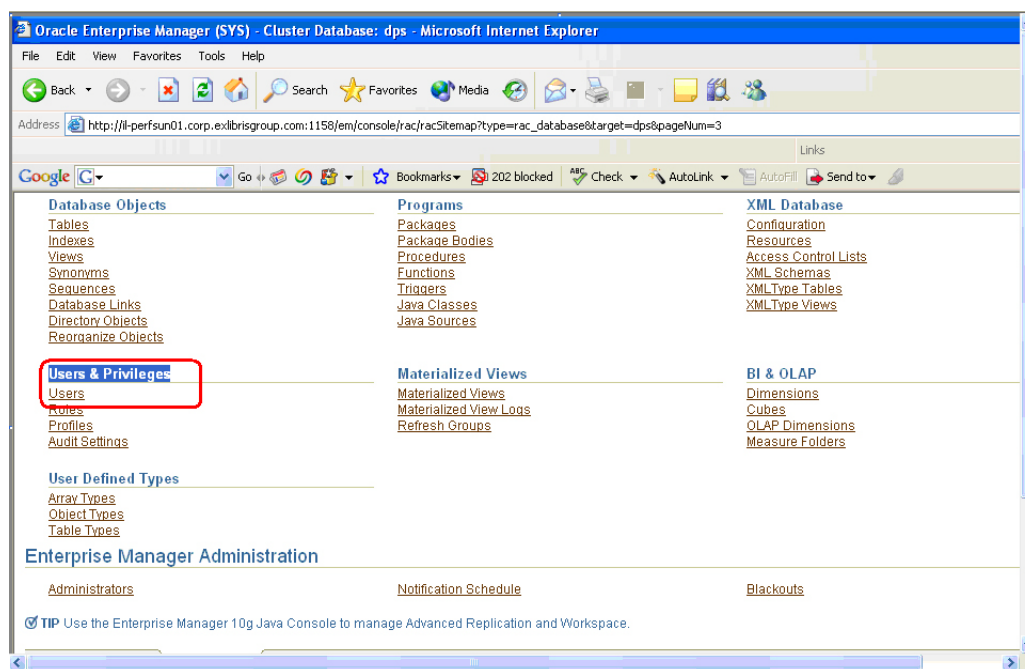 Oracle Enterprise Manager (SYS) - Cluster Database: dps - Microsoft Internet Explorer
File Edit View Favorites Tools Help
Back Search Favorites Media
Address http://il-perfsun01.corp.exlibrisgroup.com:1158/em/console/rac/racSitemap?type=rac_database&target=dps&pageNum=3
Links
Google G Go Bookmarks 202 blocked ABC Check AutoLink AutoFill Send to
Database Objects Programs XML Database
Tables Packages Configuration
Indexes Package Bodies Resources
Views Procedures Access Control Lists
Synonyms Functions XML Schemas
Sequences Triggers XMLType Tables
Database Links Java Classes XMLType Views
Directory Objects Java Sources
Reorganize Objects
Users & Privileges Materialized Views BI & OLAP
Users Materialized Views Dimensions
Roles Materialized View Logs Cubes
Profiles Refresh Groups OLAP Dimensions
Audit Settings Measure Folders
User Defined Types
Array Types
Object Types
Table Types
Enterprise Manager Administration
Administrators Notification Schedule Blackouts
TIP Use the Enterprise Manager 10g Java Console to manage Advanced Replication and Workspace.